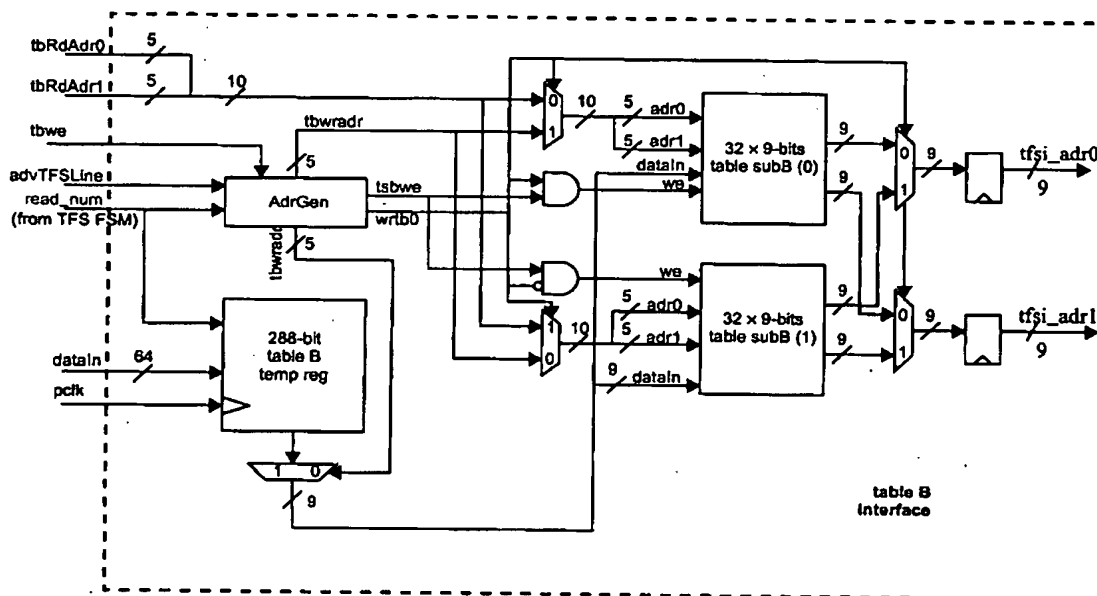 tbRdAdr0
5
tbRdAdr1
5
10
tbwe
tbwradr
5
advTFSLine
read_num
(from TFS FSM)
AdrGen
tsbwe
wrtb0
tbwradr
5
0
1
10
5
adr0
5
adr1
dataIn
we
32 × 9-bits
table subB (0)
9
9
0
1
9
tfsi_adr0
9
we
5
adr0
5
adr1
9
dataIn
1
0
10
32 × 9-bits
table subB (1)
9
9
0
1
9
tfsi_adr1
9
dataIn
64
pclk
288-bit
table B
temp reg
1 0
9
table B
interface